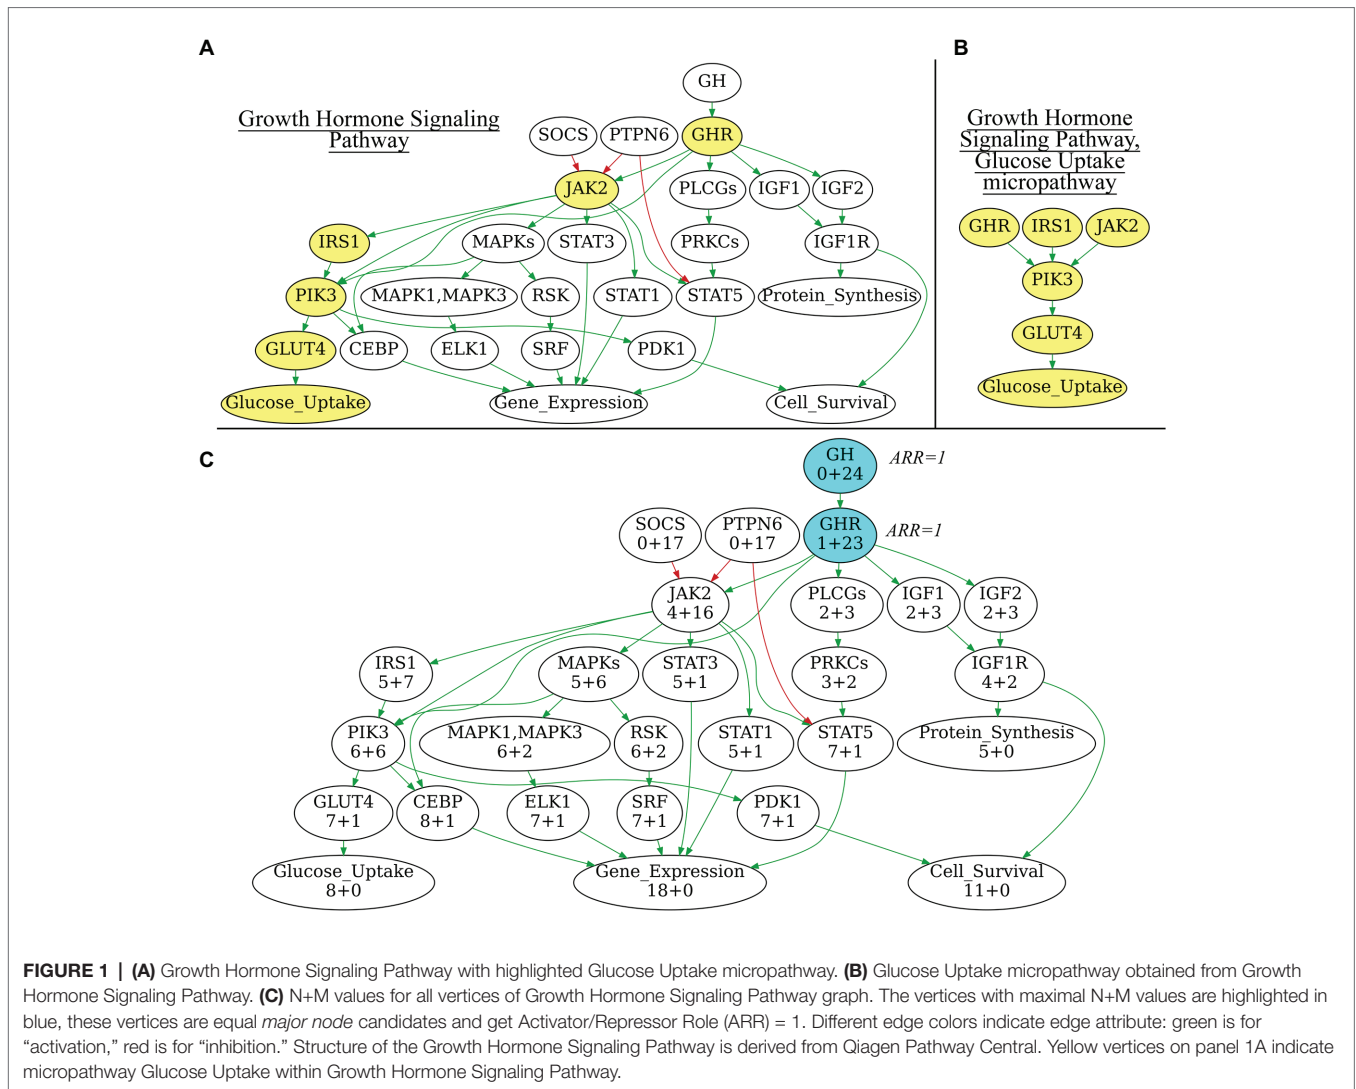 A
B
Growth Hormone Signaling
Pathway
GH
SOCS
PTPN6
GHR
JAK2
PLCGs
IGF1
IGF2
IRS1
MAPKs
STAT3
PRKCs
IGF1R
PIK3
MAPK1,MAPK3
RSK
STAT1
STAT5
Protein_Synthesis
GLUT4
CEBP
ELK1
SRF
PDK1
Glucose_Uptake
Gene_Expression
Cell_Survival
Growth Hormone
Signaling Pathway,
Glucose Uptake
micropathway
GHR
IRS1
JAK2
PIK3
GLUT4
Glucose_Uptake
C
GH
0+24
ARR=1
SOCS
0+17
PTPN6
0+17
GHR
1+23
ARR=1
JAK2
4+16
PLCGs
2+3
IGF1
2+3
IGF2
2+3
IRS1
5+7
MAPKs
5+6
STAT3
5+1
PRKCs
3+2
IGF1R
4+2
PIK3
6+6
MAPK1,MAPK3
6+2
RSK
6+2
STAT1
5+1
STAT5
7+1
Protein_Synthesis
5+0
GLUT4
7+1
CEBP
8+1
ELK1
7+1
SRF
7+1
PDK1
7+1
Glucose_Uptake
8+0
Gene_Expression
18+0
Cell_Survival
11+0
FIGURE 1 | (A) Growth Hormone Signaling Pathway with highlighted Glucose Uptake micropathway. (B) Glucose Uptake micropathway obtained from Growth
Hormone Signaling Pathway. (C) N+M values for all vertices of Growth Hormone Signaling Pathway graph. The vertices with maximal N+M values are highlighted in
blue, these vertices are equal major node candidates and get Activator/Repressor Role (ARR) = 1. Different edge colors indicate edge attribute: green is for
“activation,” red is for “inhibition.” Structure of the Growth Hormone Signaling Pathway is derived from Qiagen Pathway Central. Yellow vertices on panel 1A indicate
micropathway Glucose Uptake within Growth Hormone Signaling Pathway.